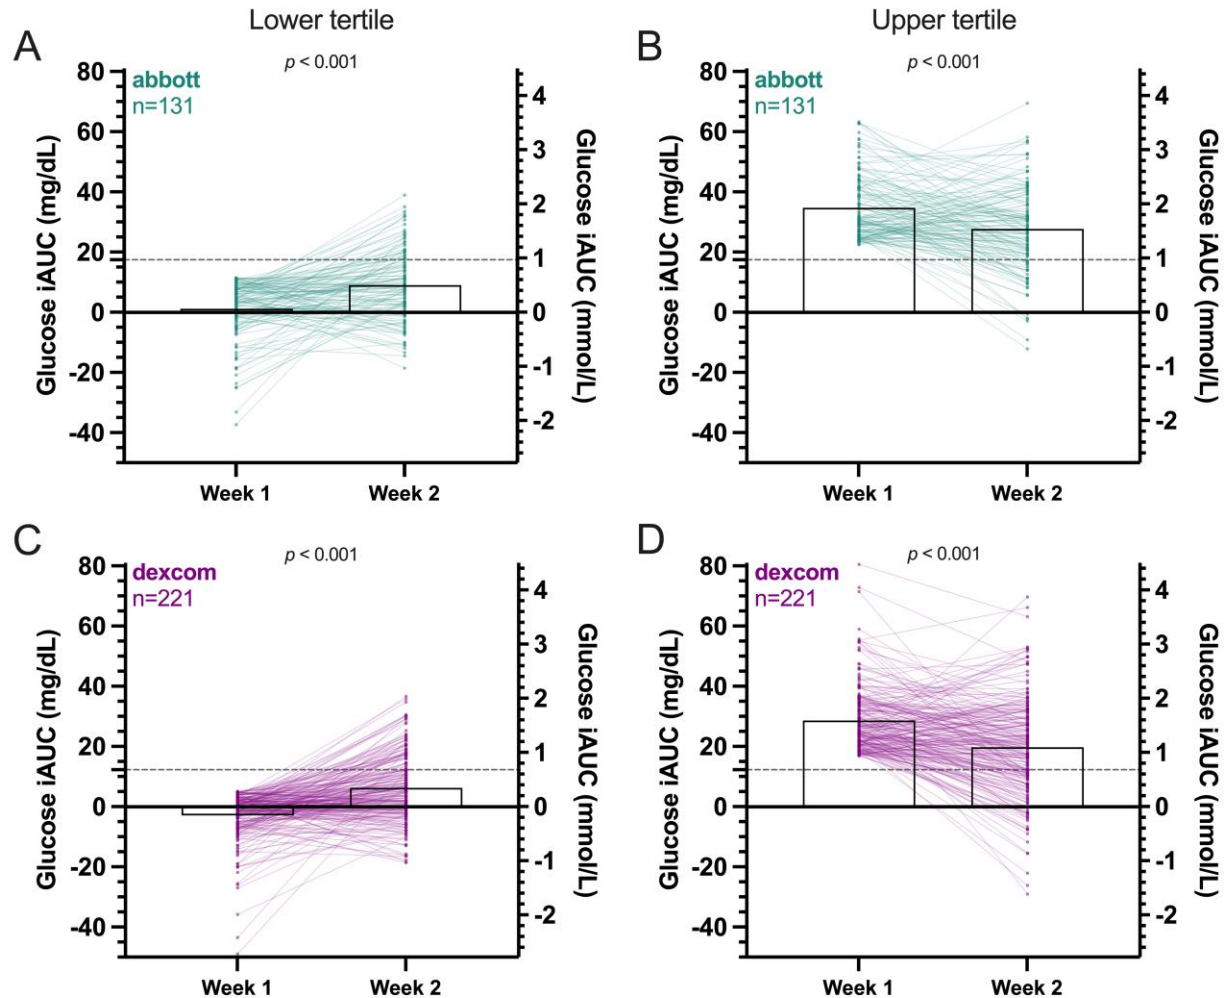 Lower tertile
Upper tertile
A
p < 0.001
abbott
n=131
Glucose iAUC (mg/dL)
80
60
40
20
0
-20
-40
Glucose iAUC (mmol/L)
4
3
2
1
0
-1
-2
Week 1
Week 2
B
p < 0.001
abbott
n=131
Glucose iAUC (mg/dL)
80
60
40
20
0
-20
-40
Glucose iAUC (mmol/L)
4
3
2
1
0
-1
-2
Week 1
Week 2
C
p < 0.001
dexcom
n=221
Glucose iAUC (mg/dL)
80
60
40
20
0
-20
-40
Glucose iAUC (mmol/L)
4
3
2
1
0
-1
-2
Week 1
Week 2
D
p < 0.001
dexcom
n=221
Glucose iAUC (mg/dL)
80
60
40
20
0
-20
-40
Glucose iAUC (mmol/L)
4
3
2
1
0
-1
-2
Week 1
Week 2